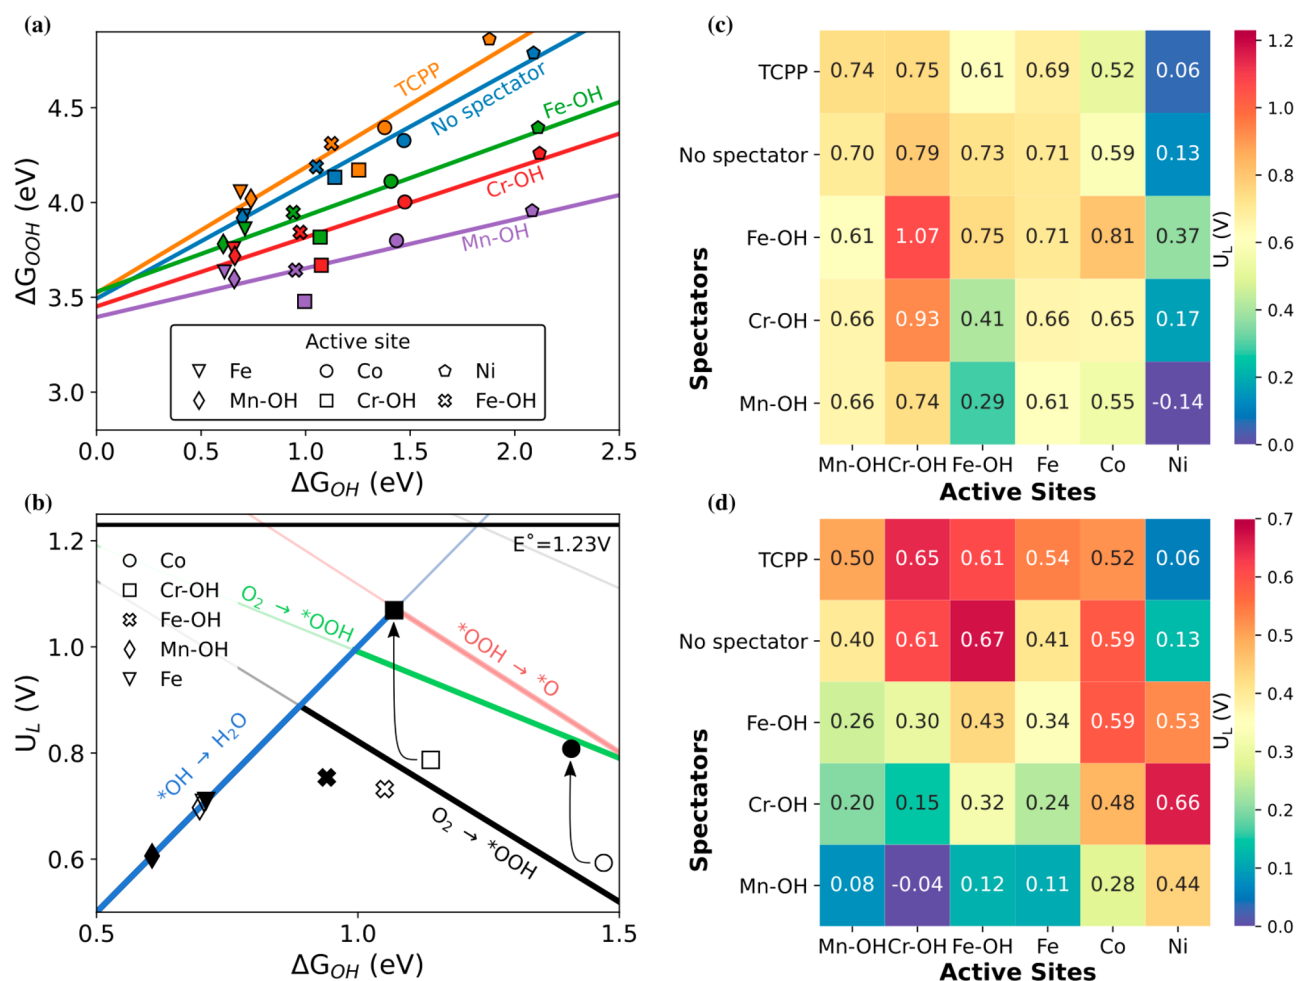 (a)
ΔG_OOH (eV)
4.5
4.0
3.5
3.0
TCPP
No spectator
Fe-OH
Cr-OH
Mn-OH
Active site
Fe Co Ni
Mn-OH Cr-OH Fe-OH
0.0 0.5 1.0 1.5 2.0 2.5
ΔG_OH (eV)
(b)
U_L (V)
1.2
1.0
0.8
0.6
E°=1.23V
Co
Cr-OH
Fe-OH
Mn-OH
Fe
O₂ → *OOH
*OOH → *O
*OH → H₂O
O₂ → *OOH
0.5 1.0 1.5
ΔG_OH (eV)
(c)
Spectators
TCPP 0.74 0.75 0.61 0.69 0.52 0.06
No spectator 0.70 0.79 0.73 0.71 0.59 0.13
Fe-OH 0.61 1.07 0.75 0.71 0.81 0.37
Cr-OH 0.66 0.93 0.41 0.66 0.65 0.17
Mn-OH 0.66 0.74 0.29 0.61 0.55 -0.14
Mn-OH Cr-OH Fe-OH Fe Co Ni
Active Sites
U_L (V)
1.2
1.0
0.8
0.6
0.4
0.2
0.0
(d)
Spectators
TCPP 0.50 0.65 0.61 0.54 0.52 0.06
No spectator 0.40 0.61 0.67 0.41 0.59 0.13
Fe-OH 0.26 0.30 0.43 0.34 0.59 0.53
Cr-OH 0.20 0.15 0.32 0.24 0.48 0.66
Mn-OH 0.08 -0.04 0.12 0.11 0.28 0.44
Mn-OH Cr-OH Fe-OH Fe Co Ni
Active Sites
U_L (V)
0.7
0.6
0.5
0.4
0.3
0.2
0.1
0.0